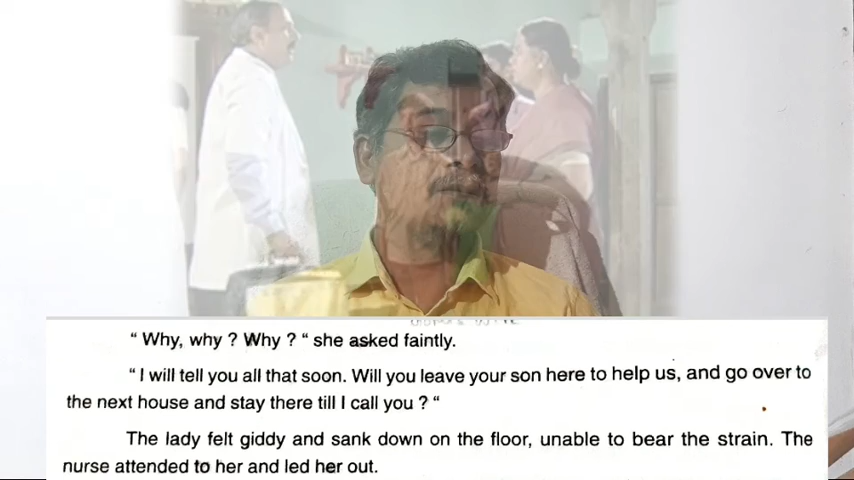 " Why, why ? Why ? " she asked faintly.
" I will tell you all that soon. Will you leave your son here to help us, and go over to
the next house and stay there till I call you ? "
The lady felt giddy and sank down on the floor, unable to bear the strain. The
nurse attended to her and led her out.